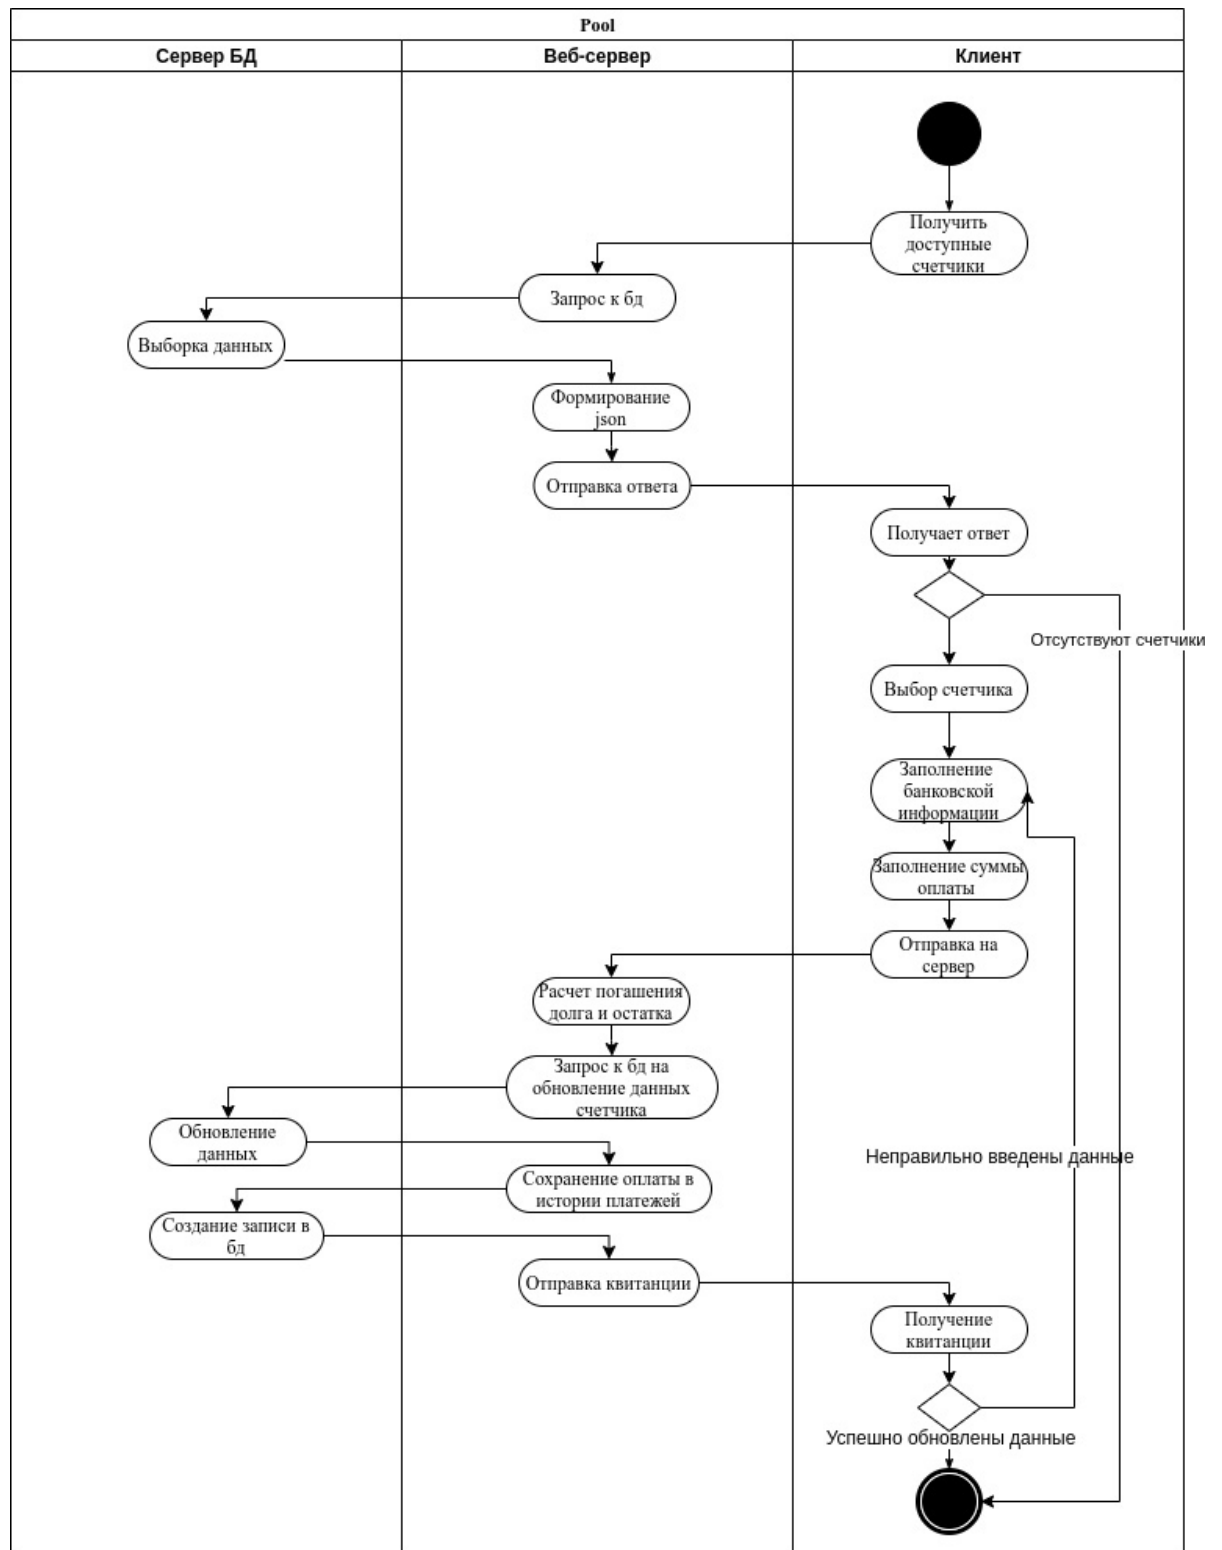 Pool
Сервер БД
Веб-сервер
Клиент
Получить
доступные
счетчики
Запрос к бд
Выборка данных
Формирование
json
Отправка ответа
Получает ответ
Отсутствуют счетчики
Выбор счетчика
Заполнение
банковской
информации
Заполнение суммы
оплаты
Отправка на
сервер
Расчет погашения
долга и остатка
Запрос к бд на
обновление данных
счетчика
Обновление
данных
Неправильно введены данные
Сохранение оплаты в
истории платежей
Создание записи в
бд
Отправка квитанции
Получение
квитанции
Успешно обновлены данные